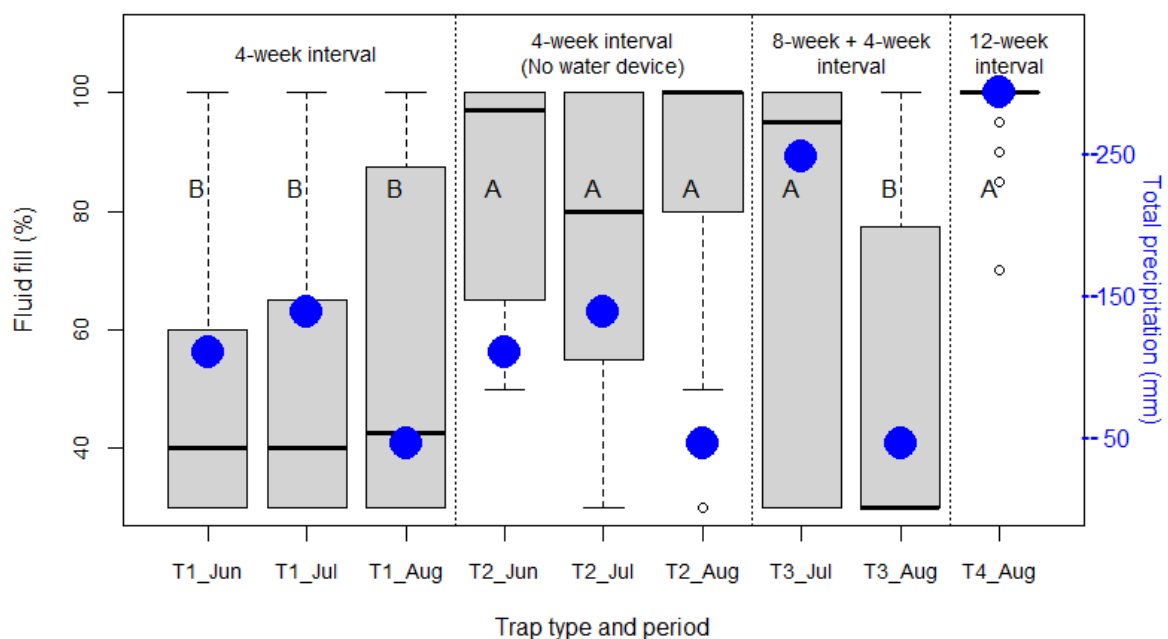 4-week interval
4-week interval
(No water device)
8-week + 4-week
interval
12-week
interval
Fluid fill (%)
100
80
60
40
B
B
B
A
A
A
A
B
A
250
150
50
Total precipitation (mm)
T1_Jun
T1_Jul
T1_Aug
T2_Jun
T2_Jul
T2_Aug
T3_Jul
T3_Aug
T4_Aug
Trap type and period